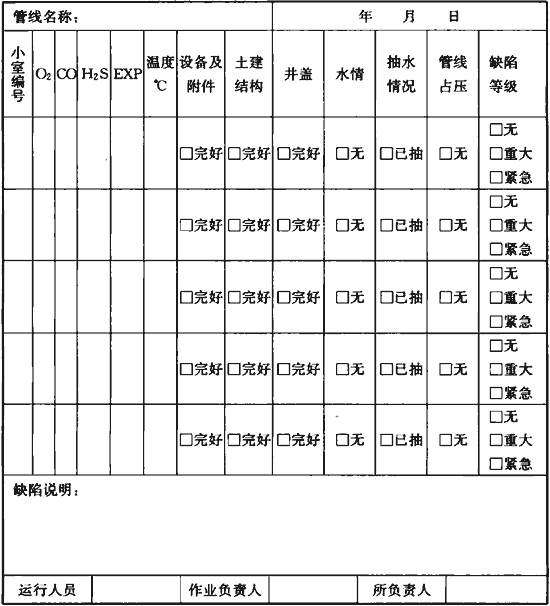 管线名称： 年 月 日
小室编号 O₂ CO H₂S EXP 温度℃ 设备及附件 土建结构 井盖 水情 抽水情况 管线占压 缺陷等级
□无
□完好 □完好 □完好 □无 □已抽 □无 □重大
□紧急
□无
□完好 □完好 □完好 □无 □已抽 □无 □重大
□紧急
□无
□完好 □完好 □完好 □无 □已抽 □无 □重大
□紧急
□无
□完好 □完好 □完好 □无 □已抽 □无 □重大
□紧急
□无
□完好 □完好 □完好 □无 □已抽 □无 □重大
□紧急
缺陷说明：
运行人员 作业负责人 所负责人